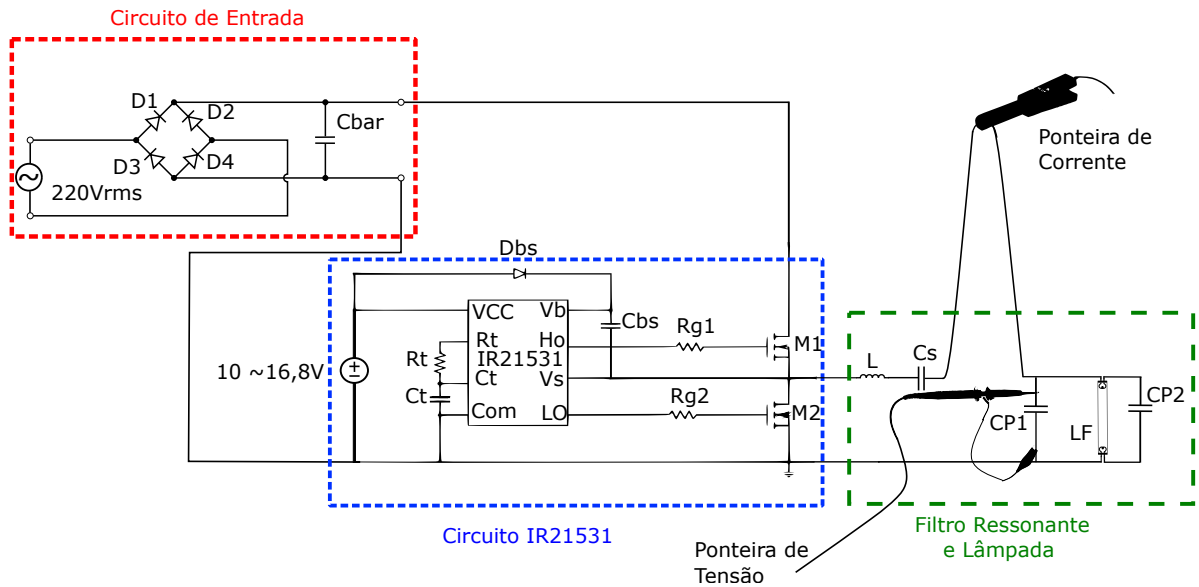 Circuito de Entrada
D1
D2
Cbar
D3
D4
220Vrms
Ponteira de
Corrente
Dbs
VCC
Vb
Cbs
Rt
Ho
Rg1
M1
Rt
IR21531
Ct
Vs
10 ~16,8V
Ct
Com
LO
Rg2
M2
L
Cs
CP1
LF
CP2
Circuito IR21531
Filtro Ressonante
e Lâmpada
Ponteira de
Tensão